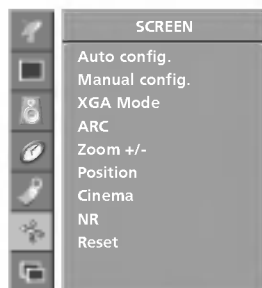 SCREEN
Auto config.
Manual config.
XGA Mode
ARC
Zoom +/-
Position
Cinema
NR
Reset